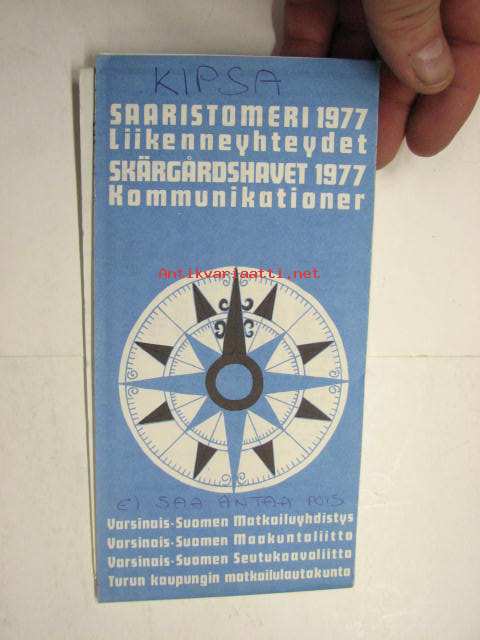 KIPSA
SAARISTOMERI 1977
Liikenneyhteydet
SKÄRGÅRDSHAVET 1977
Kommunikationer
Antikvariaatti.net
EI SAA ANTAA POIS
Varsinais-Suomen Matkailuyhdistys
Varsinais-Suomen Maakuntaliitto
Varsinais-Suomen Seutukaavaliitto
Turun kaupungin matkailulautakunta